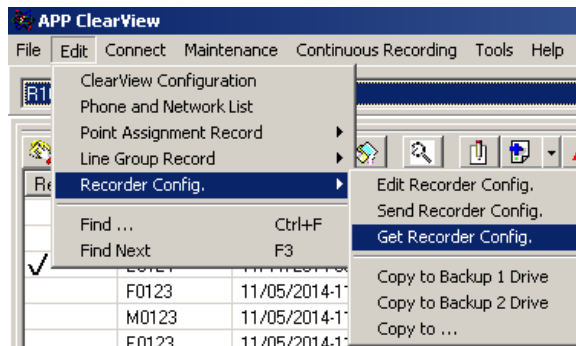 APP ClearView
File Edit Connect Maintenance Continuous Recording Tools Help
ClearView Configuration
Phone and Network List
Point Assignment Record
Line Group Record
Recorder Config.
Find ... Ctrl+F
Find Next F3
Edit Recorder Config.
Send Recorder Config.
Get Recorder Config.
Copy to Backup 1 Drive
Copy to Backup 2 Drive
Copy to ...
F0123 11/05/2014-1
M0123 11/05/2014-1